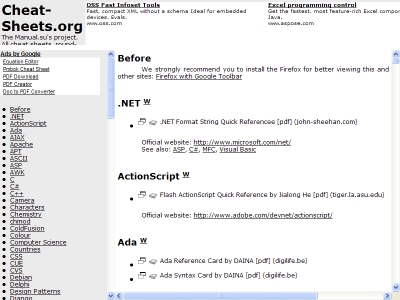 Cheat-
Sheets.org
The Manual.su's project.
All cheat sheets, round-
OSS Fast Infoset Tools
Fast, compact XML without a schema Ideal for embedded
devices. Evals.
www.oss.com
Excel programming control
Get the fastest, most feature-rich Excel compon
Java.
www.aspose.com
Ads by Google
Equation Editor
Pmbok Cheat Sheet
PDF Download
PDF Creator
Doc to PDF Converter
Before
.NET
ActionScript
Ada
AJAX
Apache
APT
ASCII
ASP
AWK
C
C#
C++
Camera
Characters
Chemistry
chmod
ColdFusion
Colour
Computer Science
Countries
CSS
CUE
CVS
Debian
Delphi
Design Patterns
Django
Before
We strongly recommend you to install the Firefox for better viewing this and
other sites: Firefox with Google Toolbar
.NET W
.NET Format String Quick Referencee [pdf] (john-sheehan.com)
Official website: http://www.microsoft.com/net/
See also: ASP, C#, MFC, Visual Basic
ActionScript W
Flash ActionScript Quick Reference by Jialong He [pdf] (tiger.la.asu.edu)
Official website: http://www.adobe.com/devnet/actionscript/
Ada W
Ada Reference Card by DAINA [pdf] (digilife.be)
Ada Syntax Card by DAINA [pdf] (digilife.be)